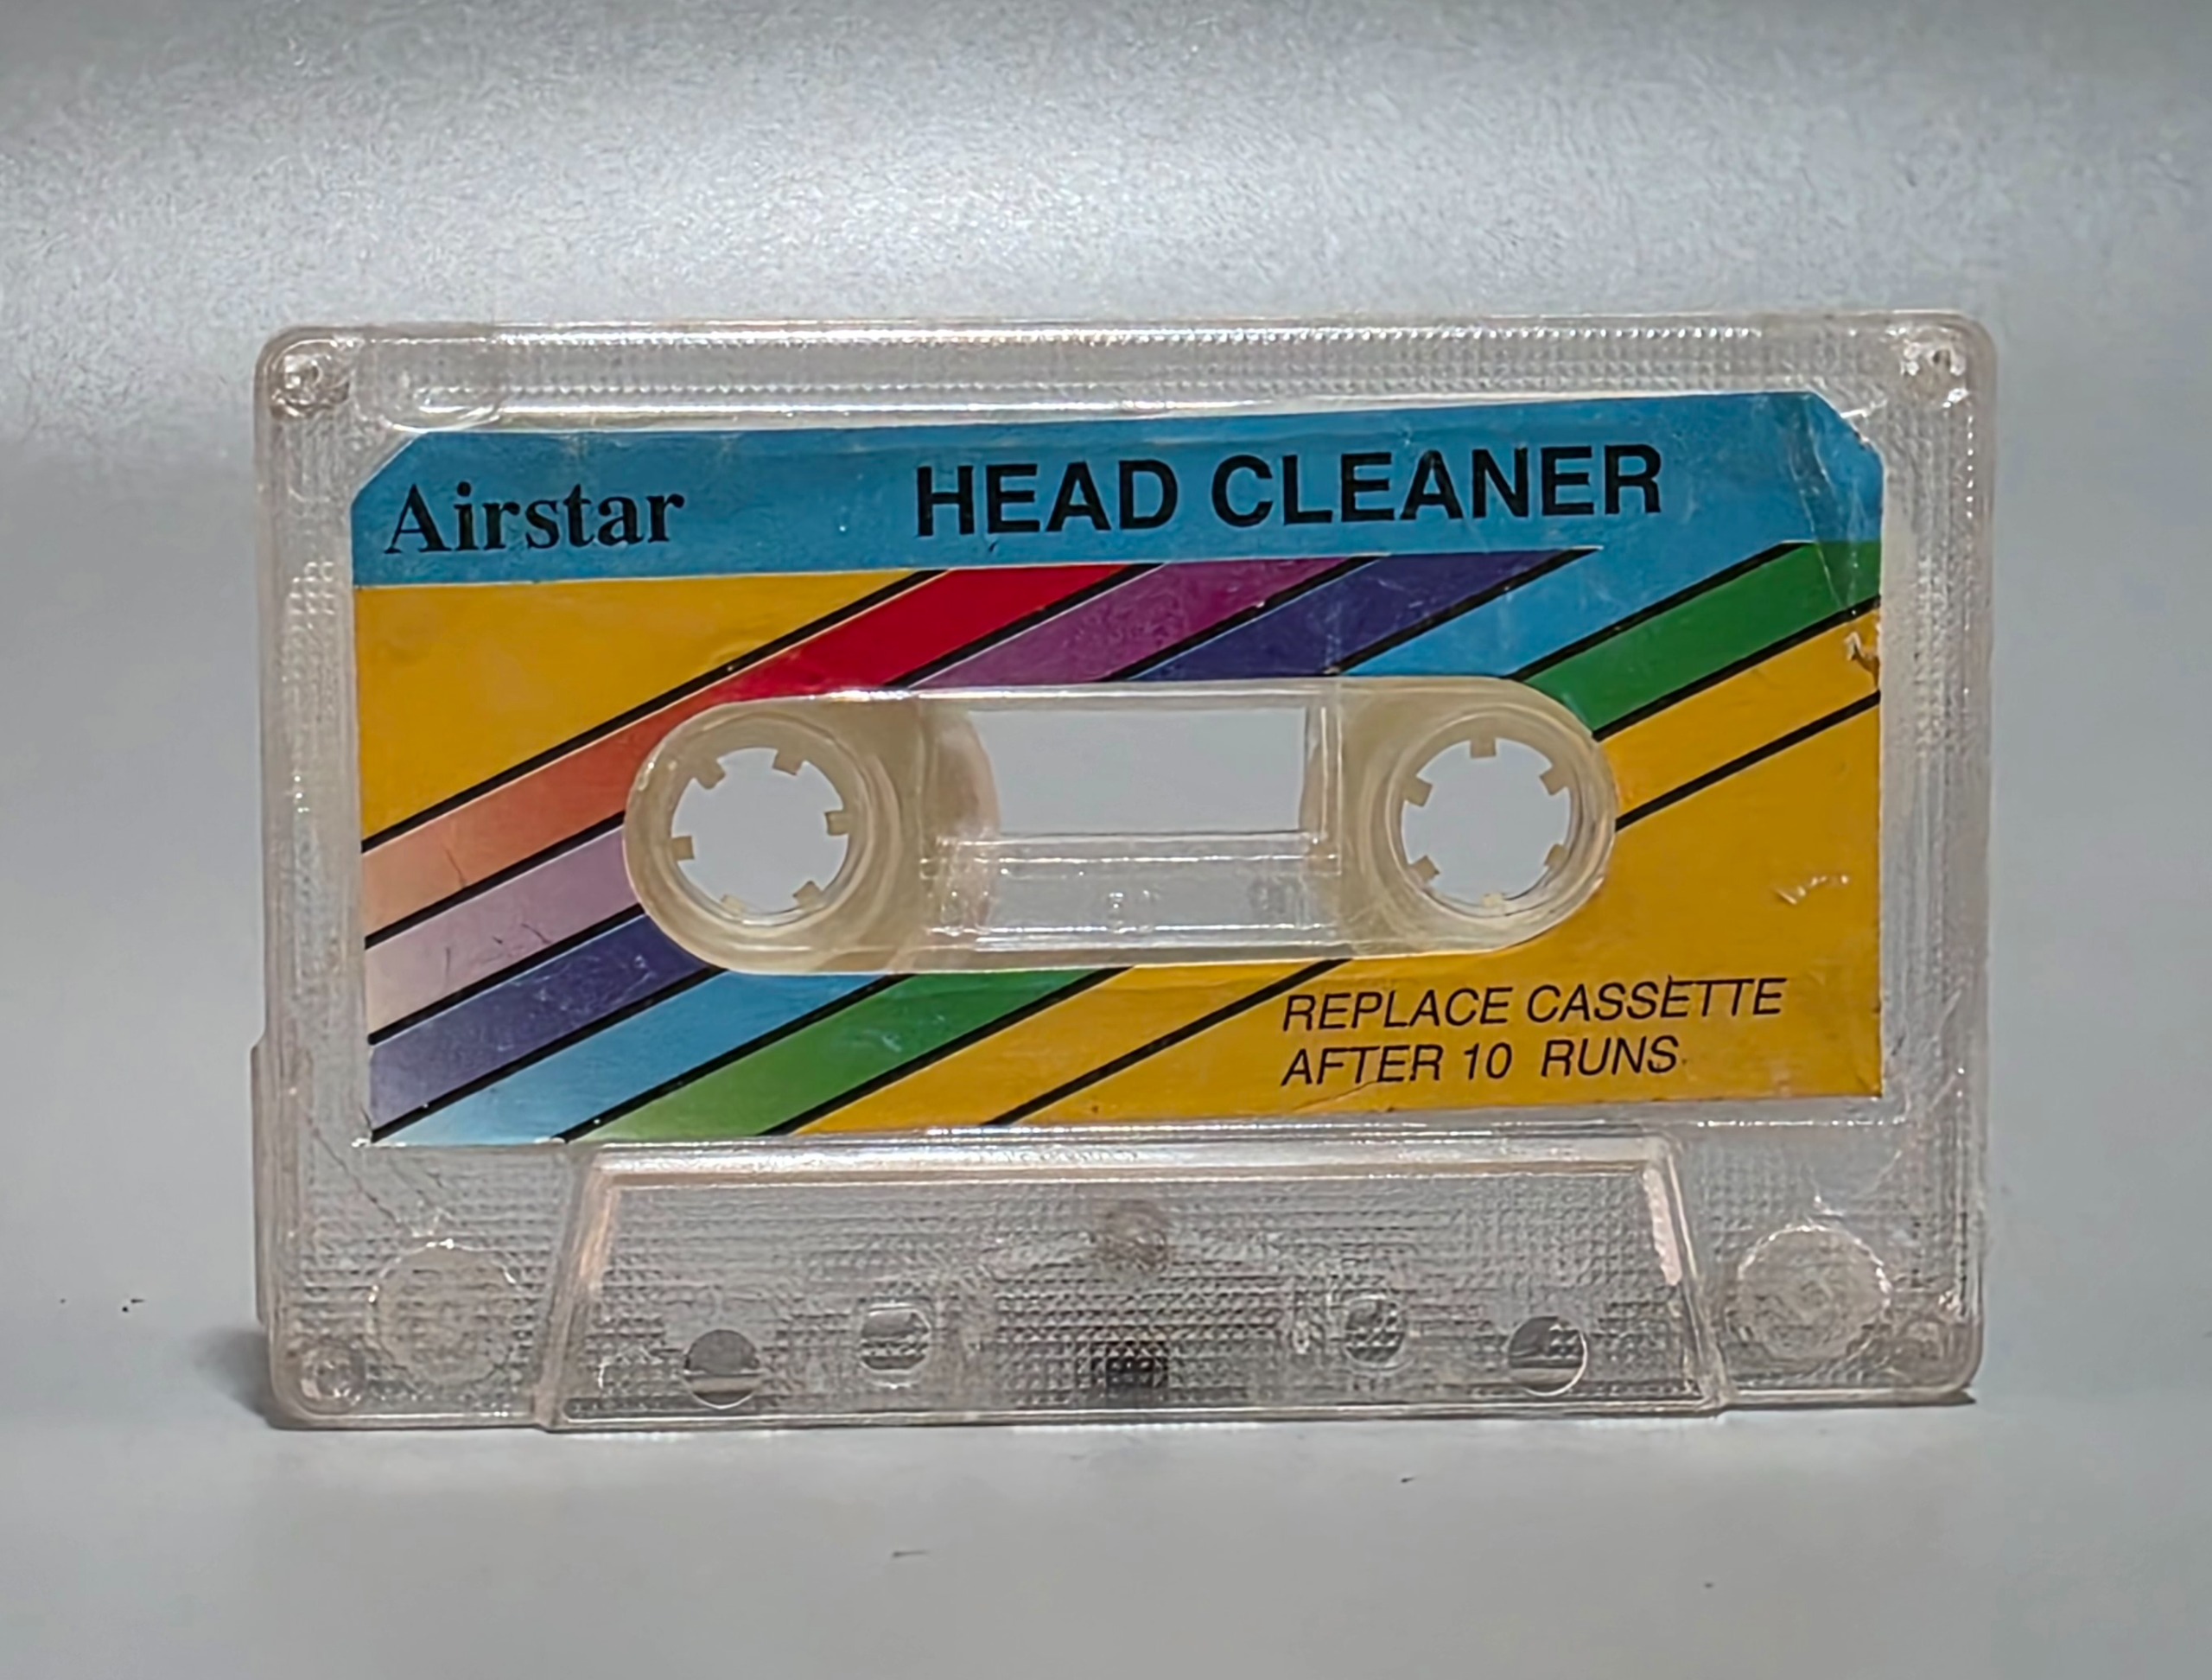 Airstar HEAD CLEANER
REPLACE CASSETTE
AFTER 10 RUNS